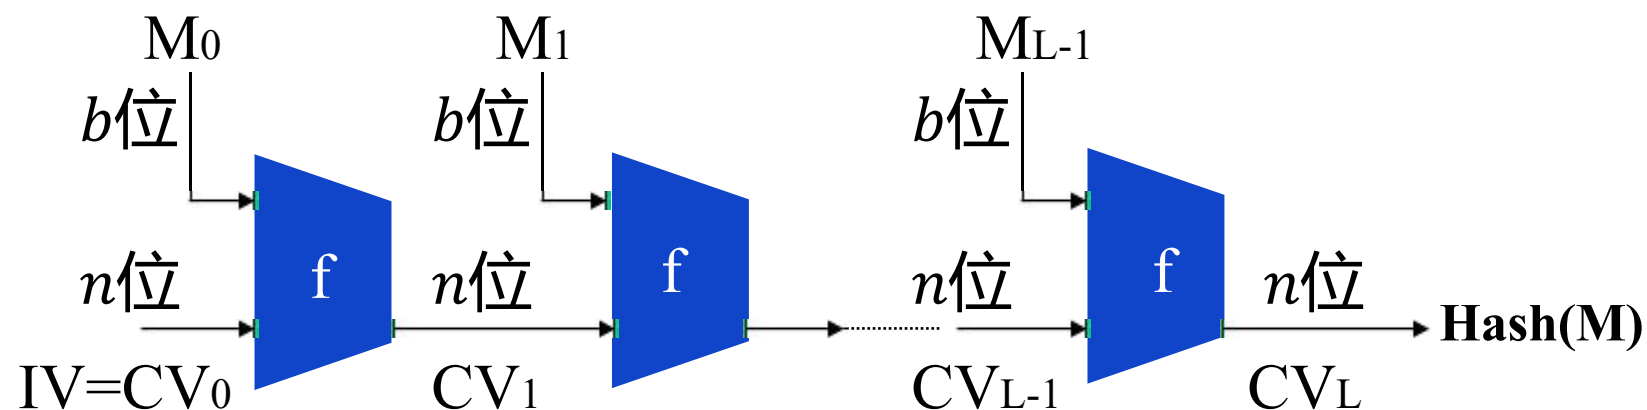 M0 M1 ML-1
b位 b位 b位
f f f
n位 n位 n位 n位
Hash(M)
IV=CV0 CV1 CVL-1 CVL